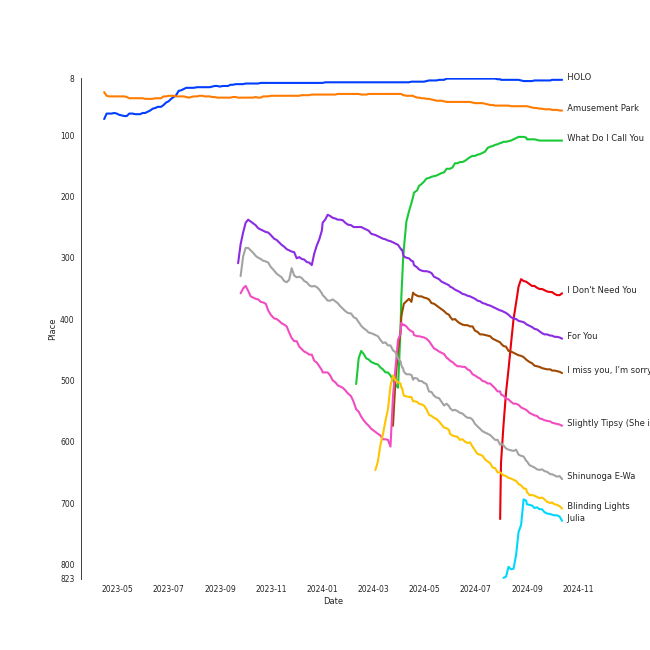 8
HOLO
Amusement Park
100
What Do I Call You
200
300
I Don't Need You
400
For You
I miss you, I'm sorry
500
Slightly Tipsy (She i
600
Shinunoga E-Wa
700
Blinding Lights
Julia
800
823
Place
2023-05 2023-07 2023-09 2023-11 2024-01 2024-03 2024-05 2024-07 2024-09 2024-11
Date